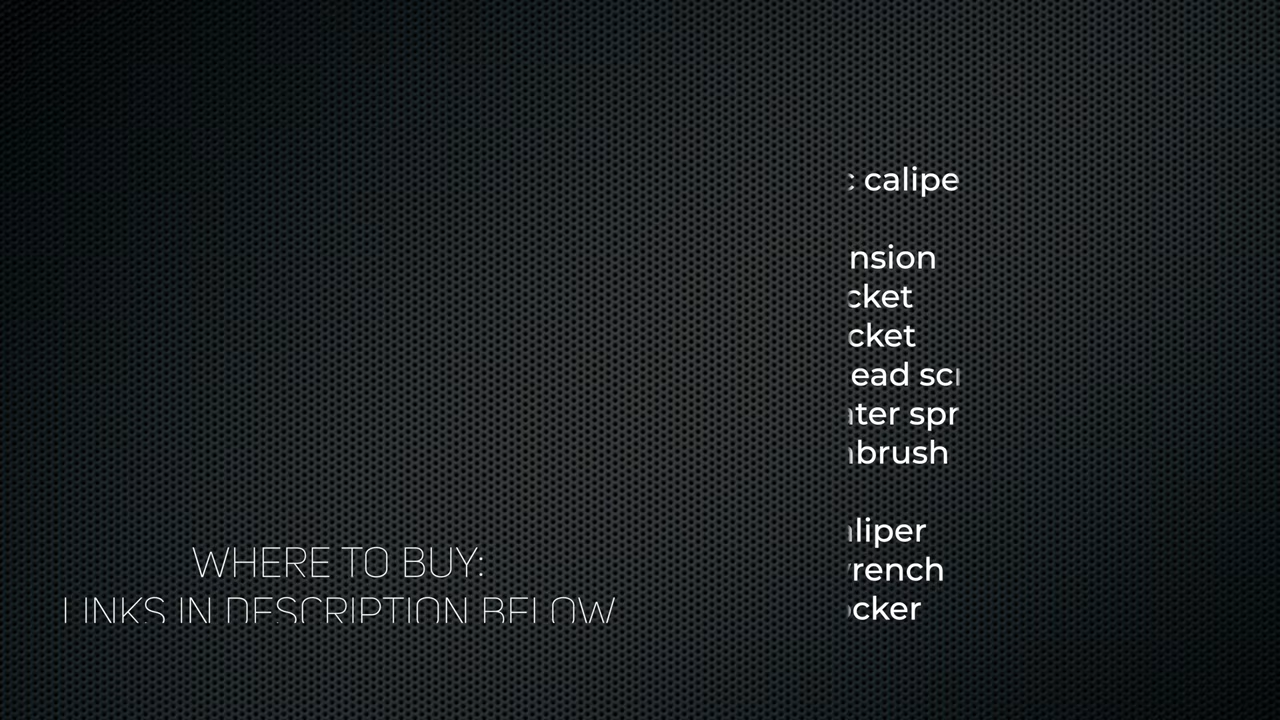 calipe
nsion
cket
cket
ead sc
ter spr
brush
liper
rench
cker
WHERE TO BUY:
LINKS IN DESCRIPTION BELOW